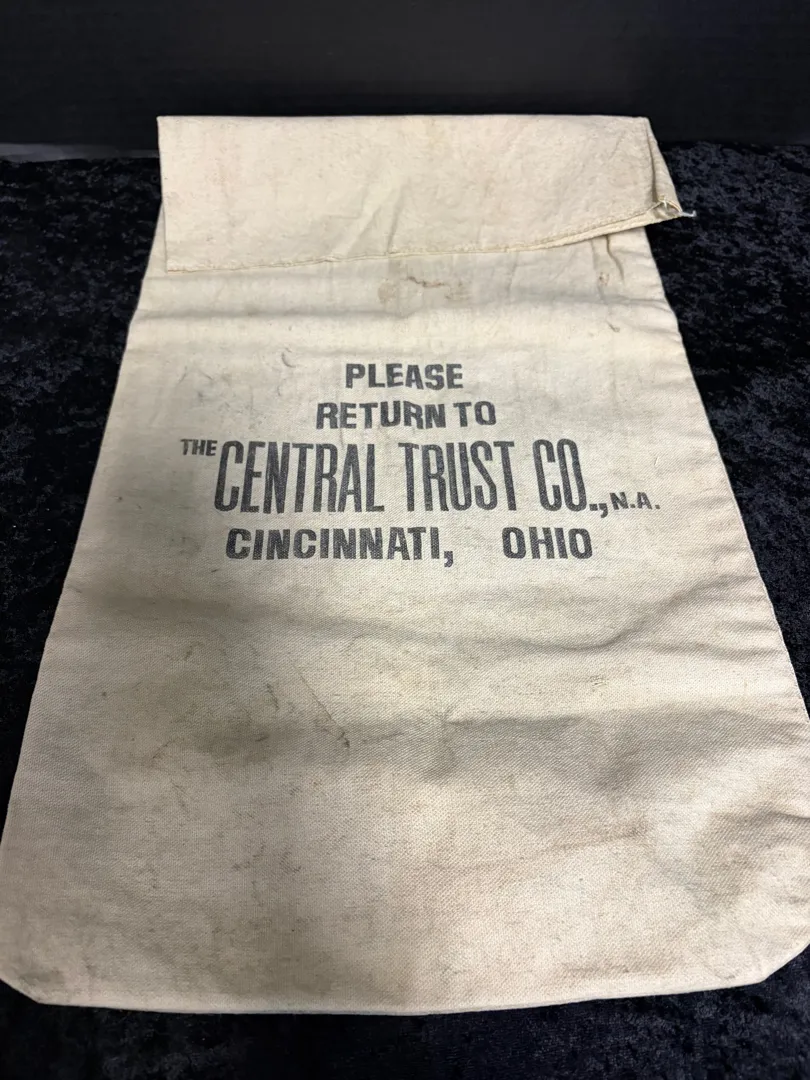 PLEASE
RETURN TO
THE CENTRAL TRUST CO., N.A.
CINCINNATI, OHIO